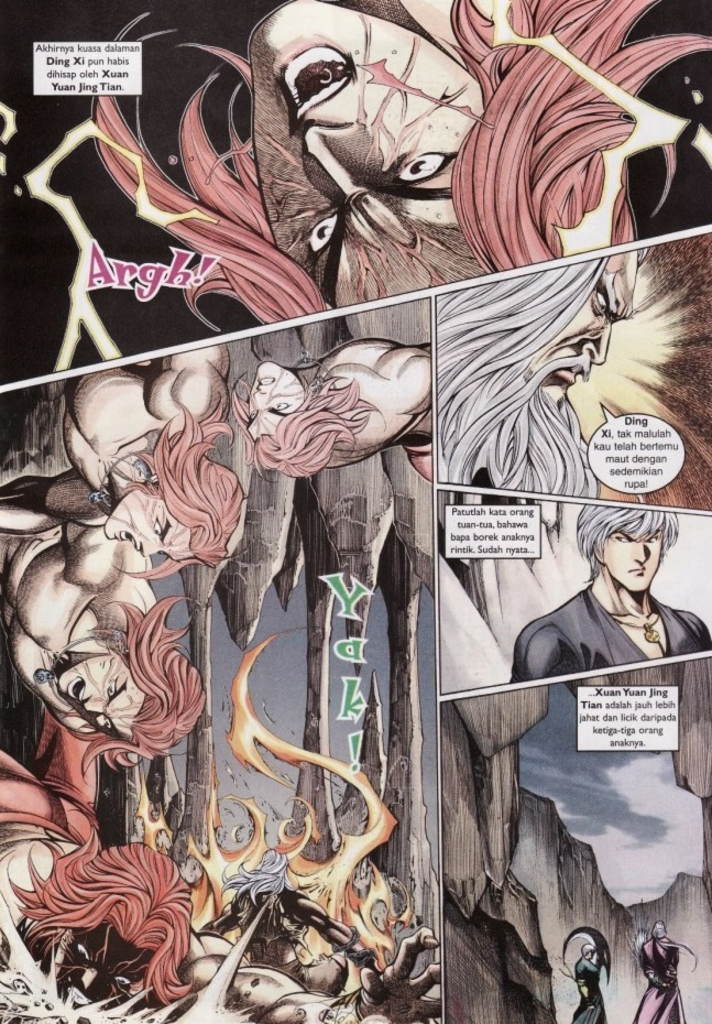 Akhirnya kuasa dalaman
Ding Xi pun habis
dihisap oleh Xuan
Yuan Jing Tian.
Argh!
Ding
Xi, tak malulah
kau telah bertemu
maut dengan
sedemikian
rupa!
Yak!
Patutlah kata orang
tuan-tua, bahawa
bapa borek anaknya
rintik. Sudah nyata...
...Xuan Yuan Jing
Tian adalah jauh lebih
jahat dan licik daripada
ketiga-tiga orang
anaknya.